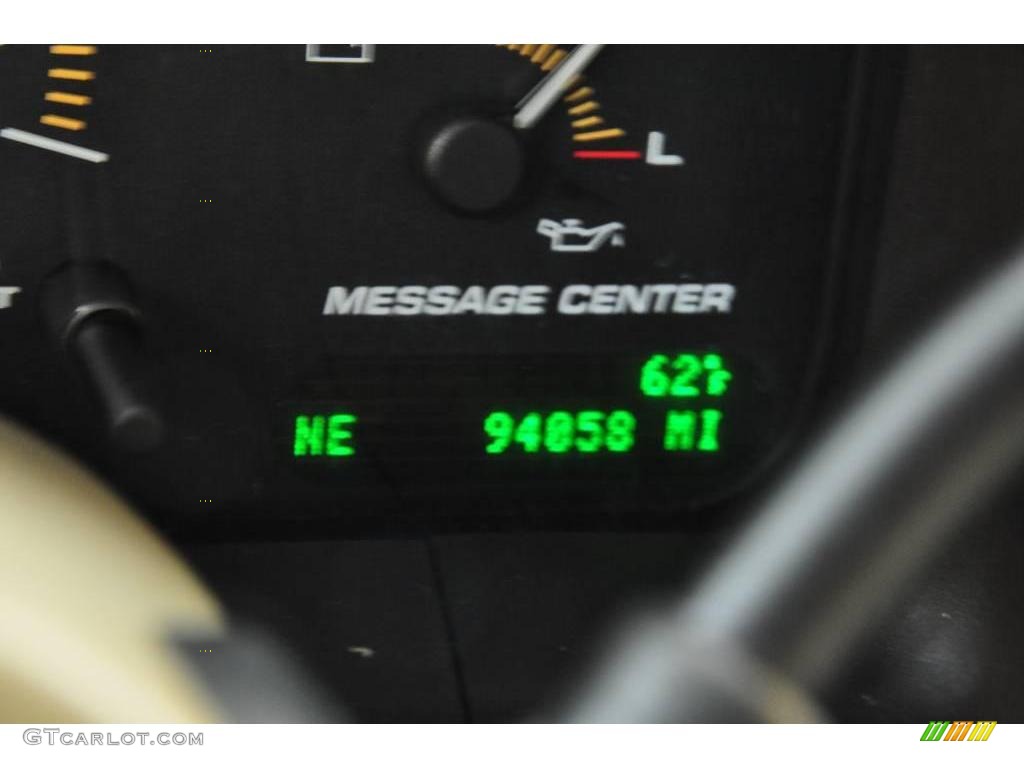 L
MESSAGE CENTER
62°F
NE 94058 MI
GTCARLOT.COM